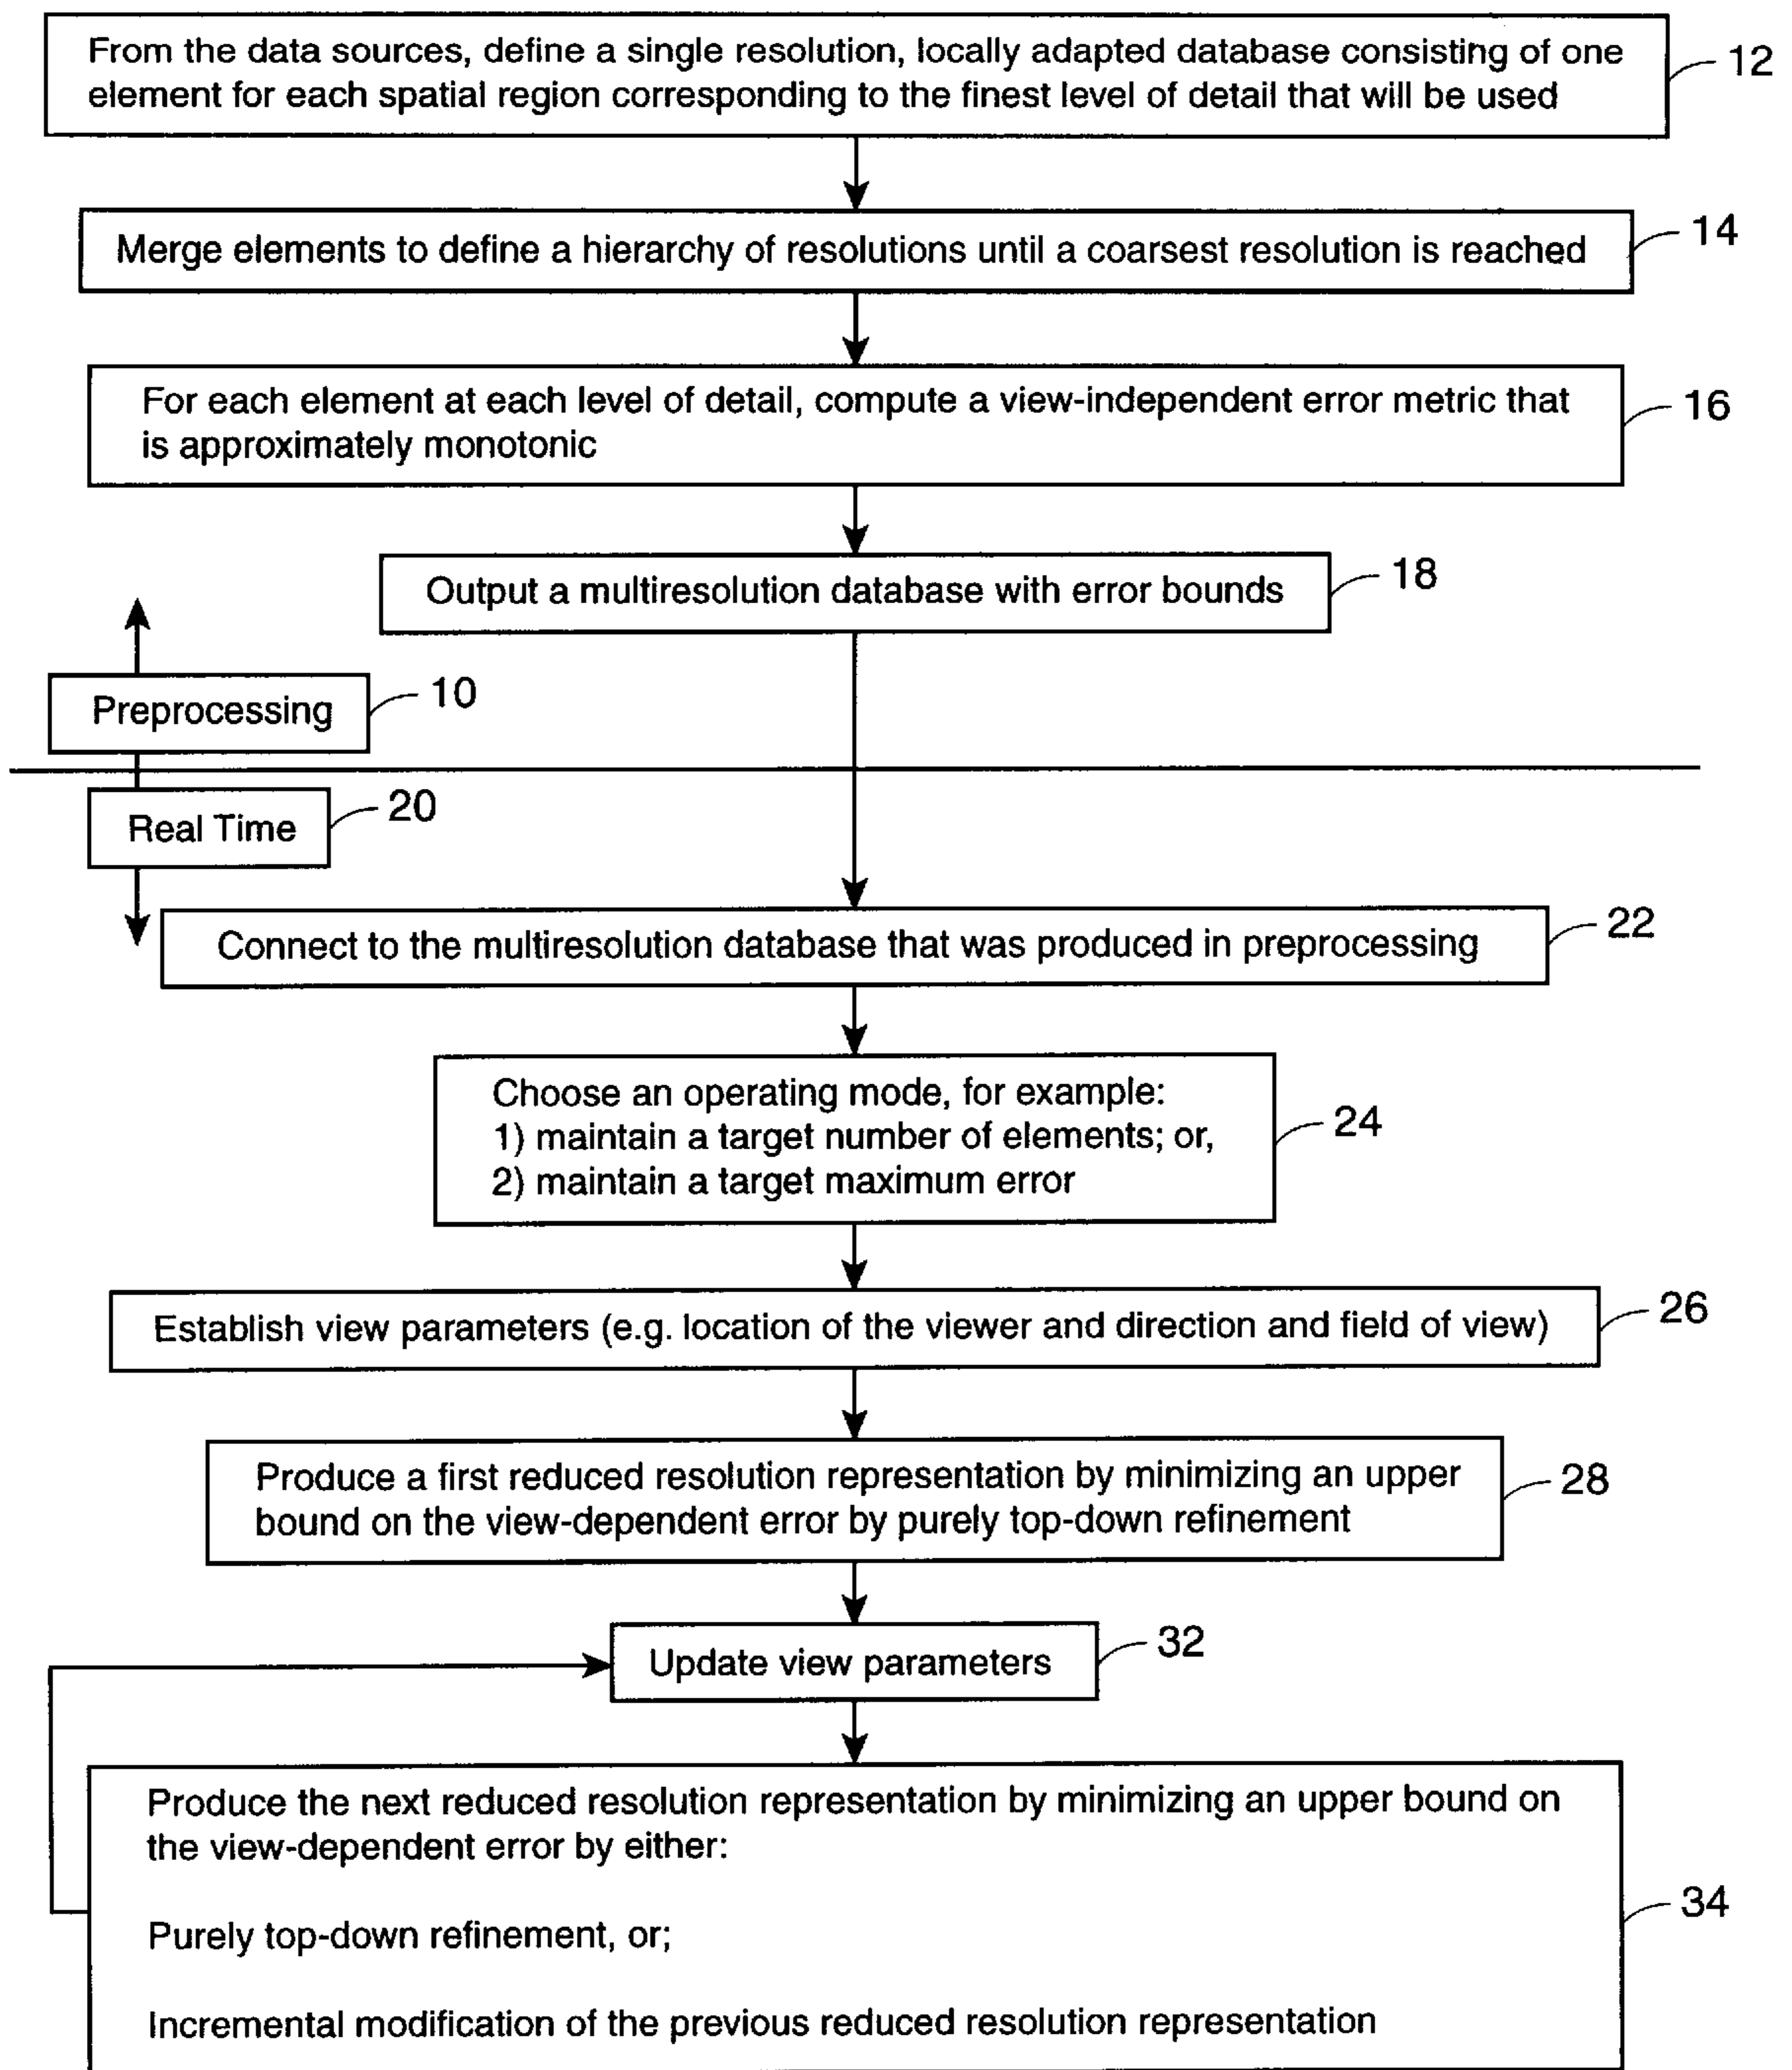 From the data sources, define a single resolution, locally adapted database consisting of one
element for each spatial region corresponding to the finest level of detail that will be used
12
Merge elements to define a hierarchy of resolutions until a coarsest resolution is reached
14
For each element at each level of detail, compute a view-independent error metric that
is approximately monotonic
16
Output a multiresolution database with error bounds
18
Preprocessing
10
Real Time
20
Connect to the multiresolution database that was produced in preprocessing
22
Choose an operating mode, for example:
1) maintain a target number of elements; or,
2) maintain a target maximum error
24
Establish view parameters (e.g. location of the viewer and direction and field of view)
26
Produce a first reduced resolution representation by minimizing an upper
bound on the view-dependent error by purely top-down refinement
28
Update view parameters
32
Produce the next reduced resolution representation by minimizing an upper bound on
the view-dependent error by either:
Purely top-down refinement, or;
Incremental modification of the previous reduced resolution representation
34